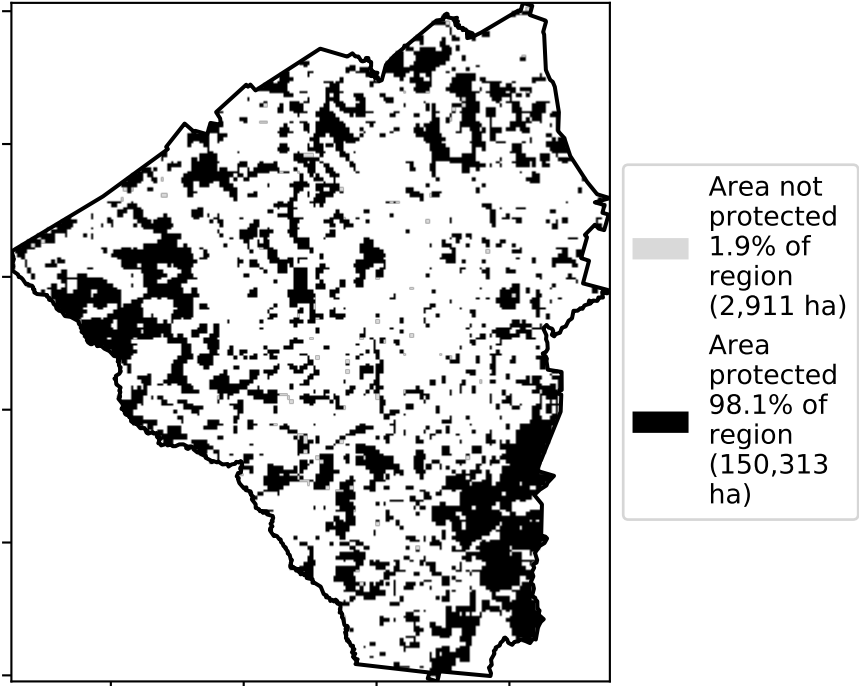 Area not
protected
1.9% of
region
(2,911 ha)
Area
protected
98.1% of
region
(150,313
ha)